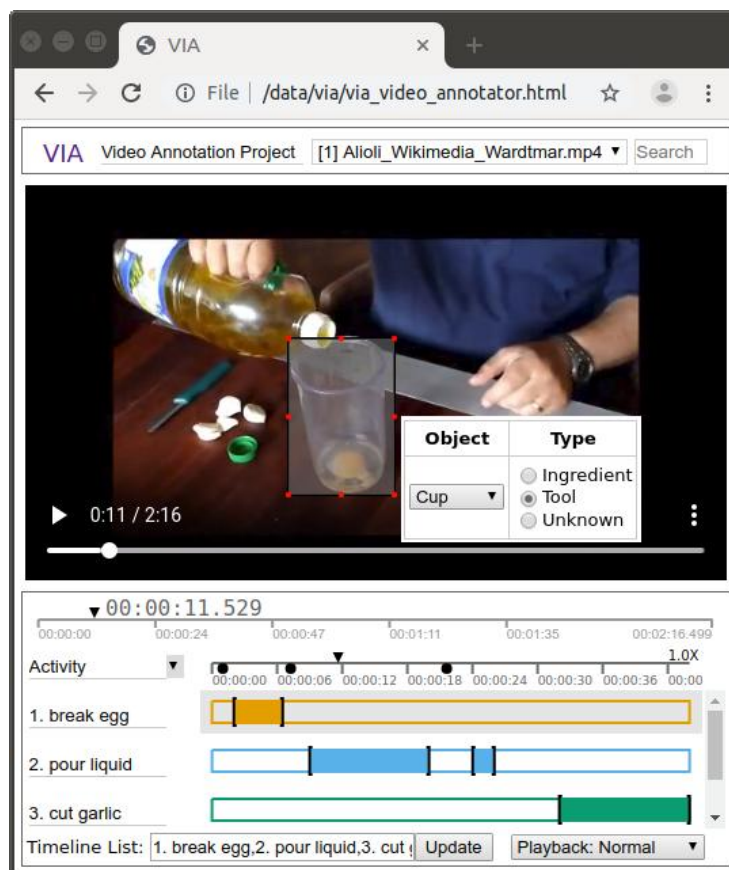 VIA
File | /data/via/via_video_annotator.html
VIA Video Annotation Project [1] Alioli_Wikimedia_Wardtmar.mp4 Search
Object Type
Cup
Ingredient
Tool
Unknown
0:11 / 2:16
00:00:11.529
00:00:00 00:00:24 00:00:47 00:01:11 00:01:35 00:02:16.499
1.0X
Activity
00:00:00 00:00:06 00:00:12 00:00:18 00:00:24 00:00:30 00:00:36 00:00
1. break egg
2. pour liquid
3. cut garlic
Timeline List: 1. break egg,2. pour liquid,3. cut g Update Playback: Normal